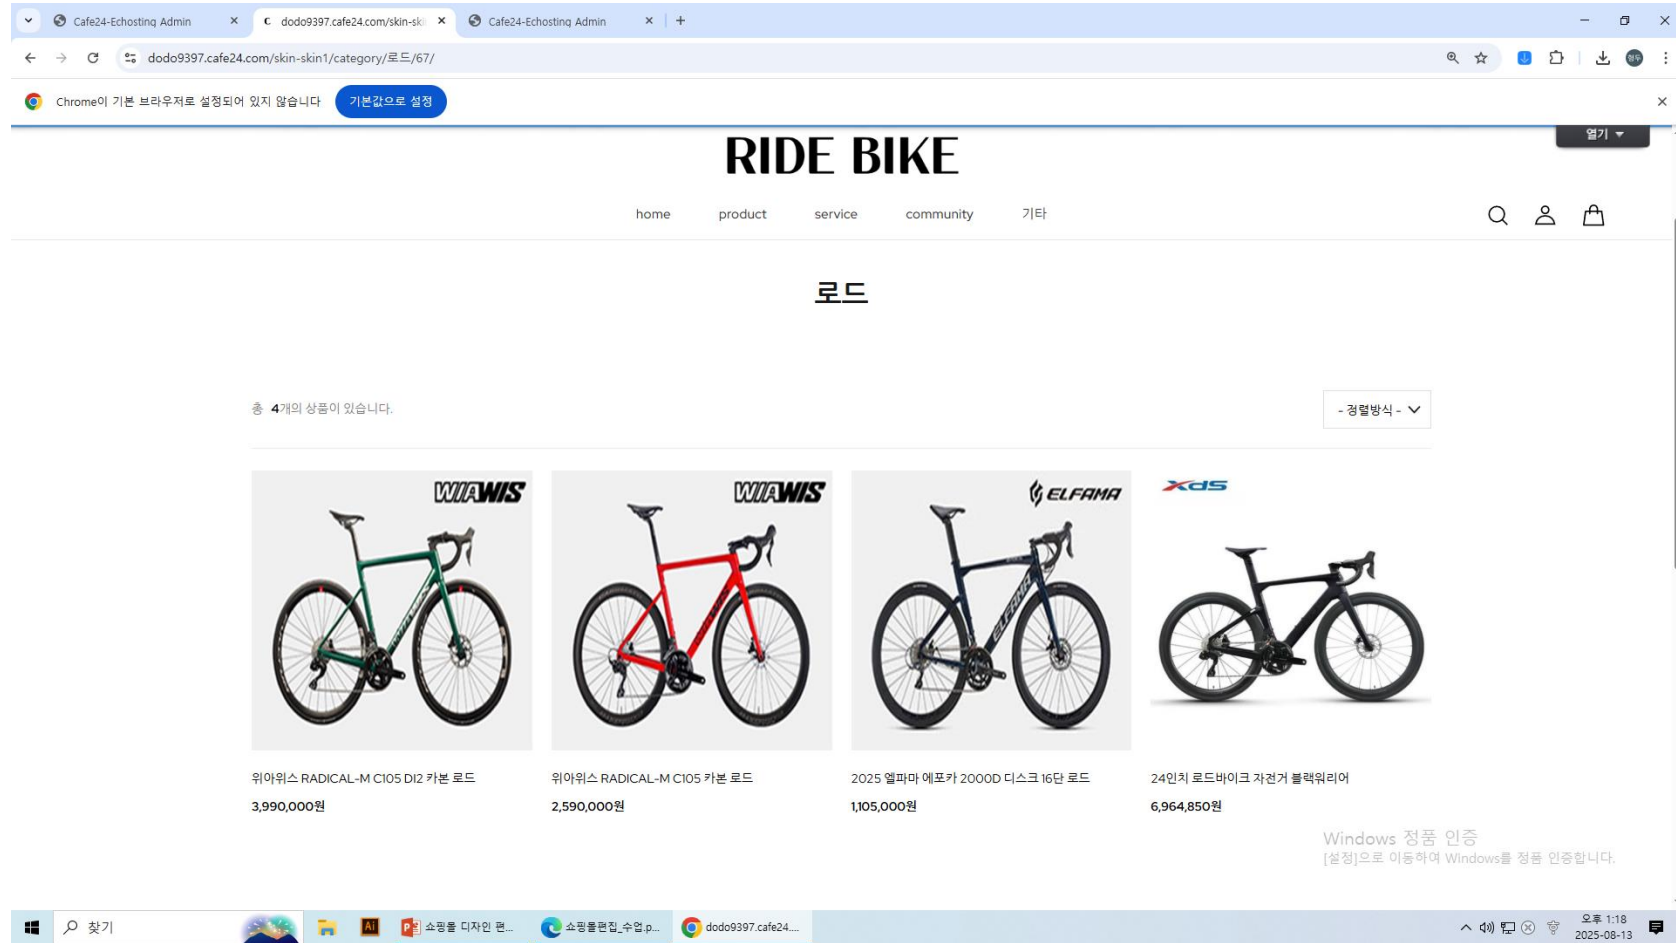 Cafe24-Echosting Admin
dodo9397.cafe24.com/skin-ski
Cafe24-Echosting Admin
dodo9397.cafe24.com/skin-skin1/category/로드/67/
Chrome이 기본 브라우저로 설정되어 있지 않습니다
기본값으로 설정
열기
RIDE BIKE
home product service community 기타
로드
총 4개의 상품이 있습니다.
- 정렬방식 -
WIAWIS
WIAWIS
ELFAMA
XDS
WIAWIS
ELFAMA
위아위스 RADICAL-M C105 DI2 카본 로드
3,990,000원
위아위스 RADICAL-M C105 카본 로드
2,590,000원
2025 엘파마 에포카 2000D 디스크 16단 로드
1,105,000원
24인치 로드바이크 자전거 블랙워리어
6,964,850원
Windows 정품 인증
[설정]으로 이동하여 Windows를 정품 인증합니다.
찾기
Ai
쇼핑몰 디자인 편...
쇼핑몰편집_수업.p...
dodo9397.cafe24....
오후 1:18
2025-08-13